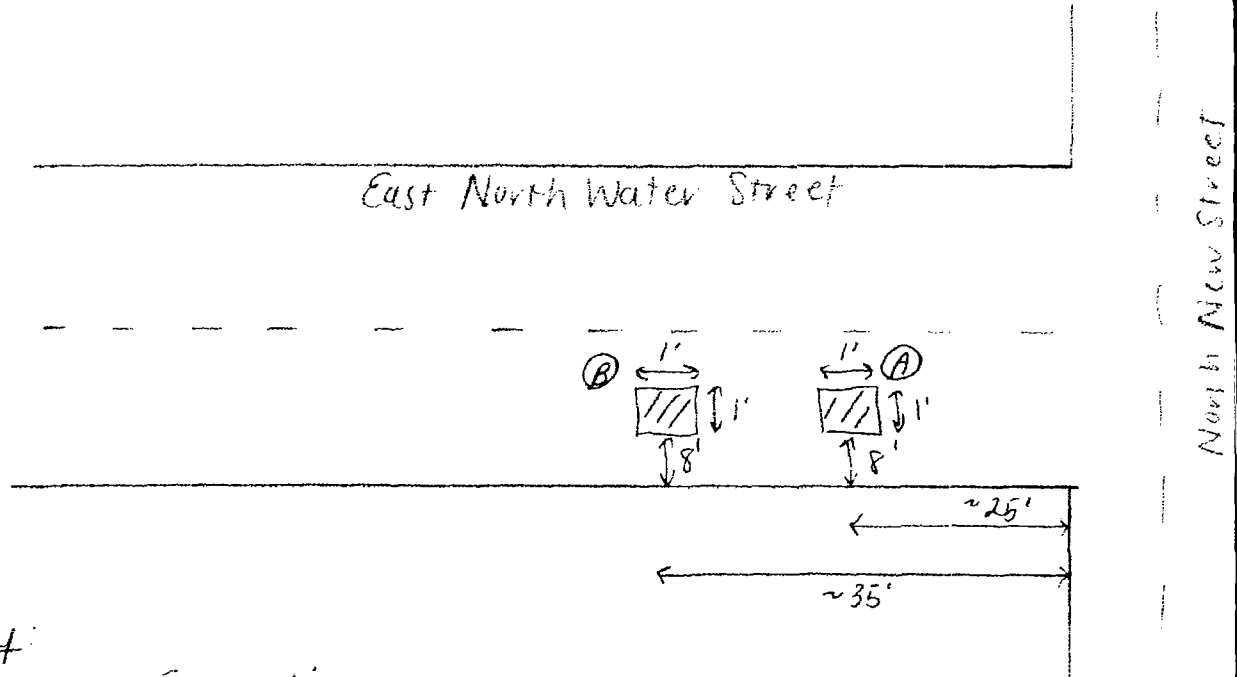 East North Water Street
North New Street
B 1' 1' A
1' 1'
8' 8'
~25'
~35'